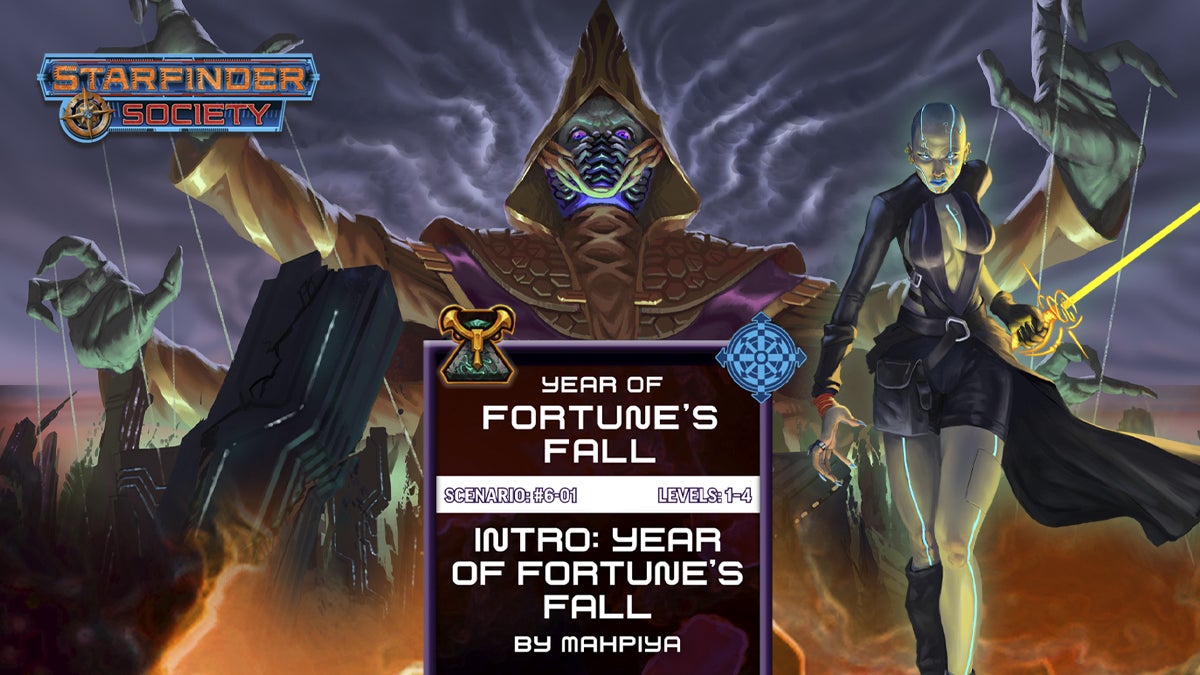 STARFINDER
SOCIETY
YEAR OF
FORTUNE'S
FALL
SCENARIO: #6-01 LEVELS: 1-4
INTRO: YEAR
OF FORTUNE'S
FALL
BY MAHPIYA